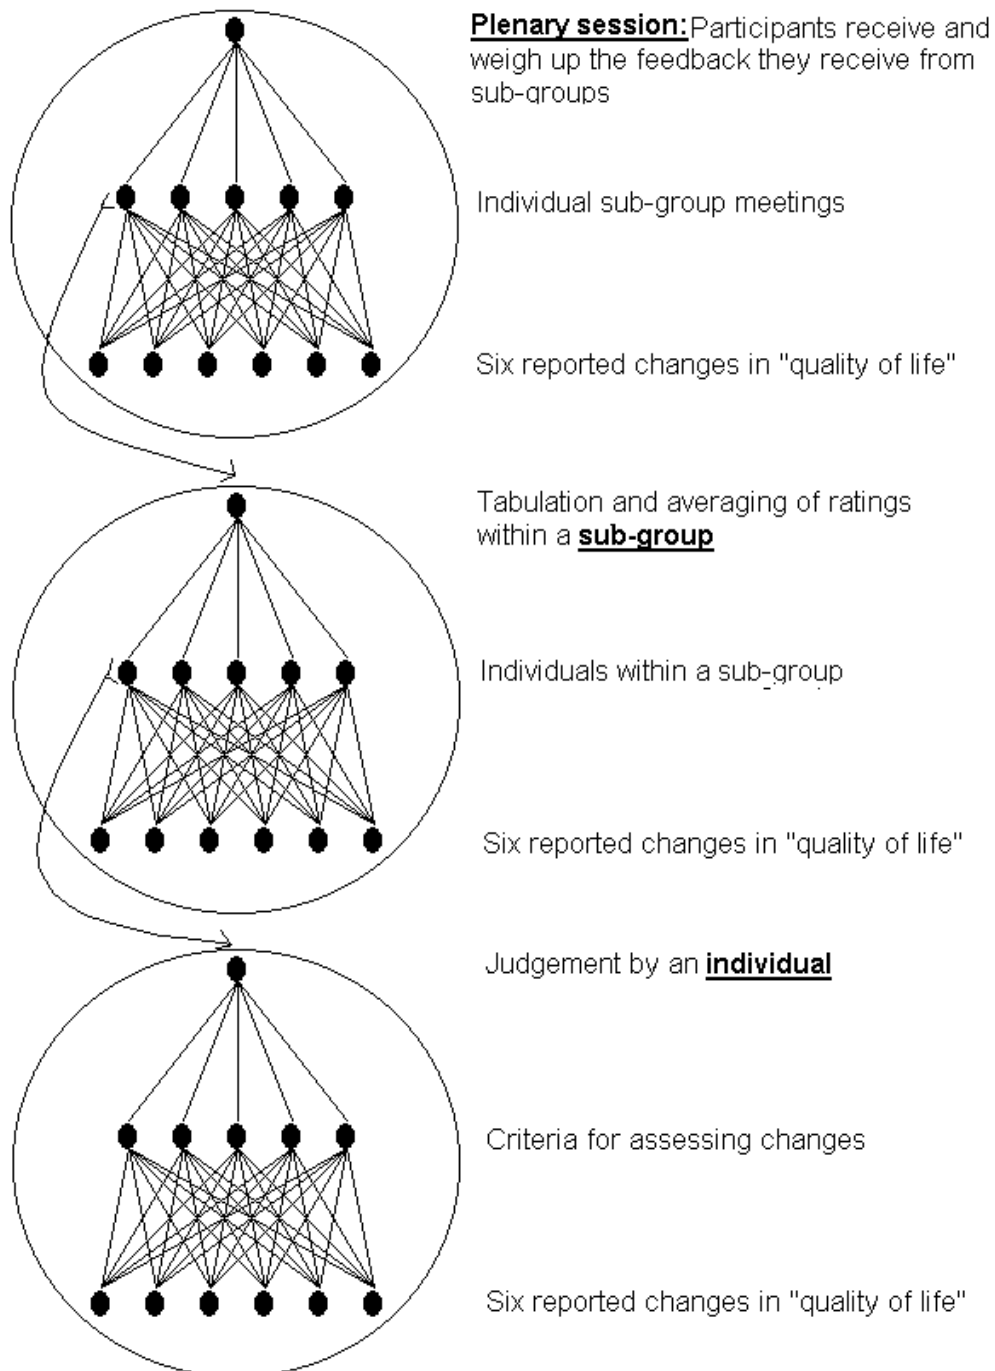 Plenary session: Participants receive and
weigh up the feedback they receive from
sub-groups
Individual sub-group meetings
Six reported changes in "quality of life"
Tabulation and averaging of ratings
within a sub-group
Individuals within a sub-group
Six reported changes in "quality of life"
Judgement by an individual
Criteria for assessing changes
Six reported changes in "quality of life"